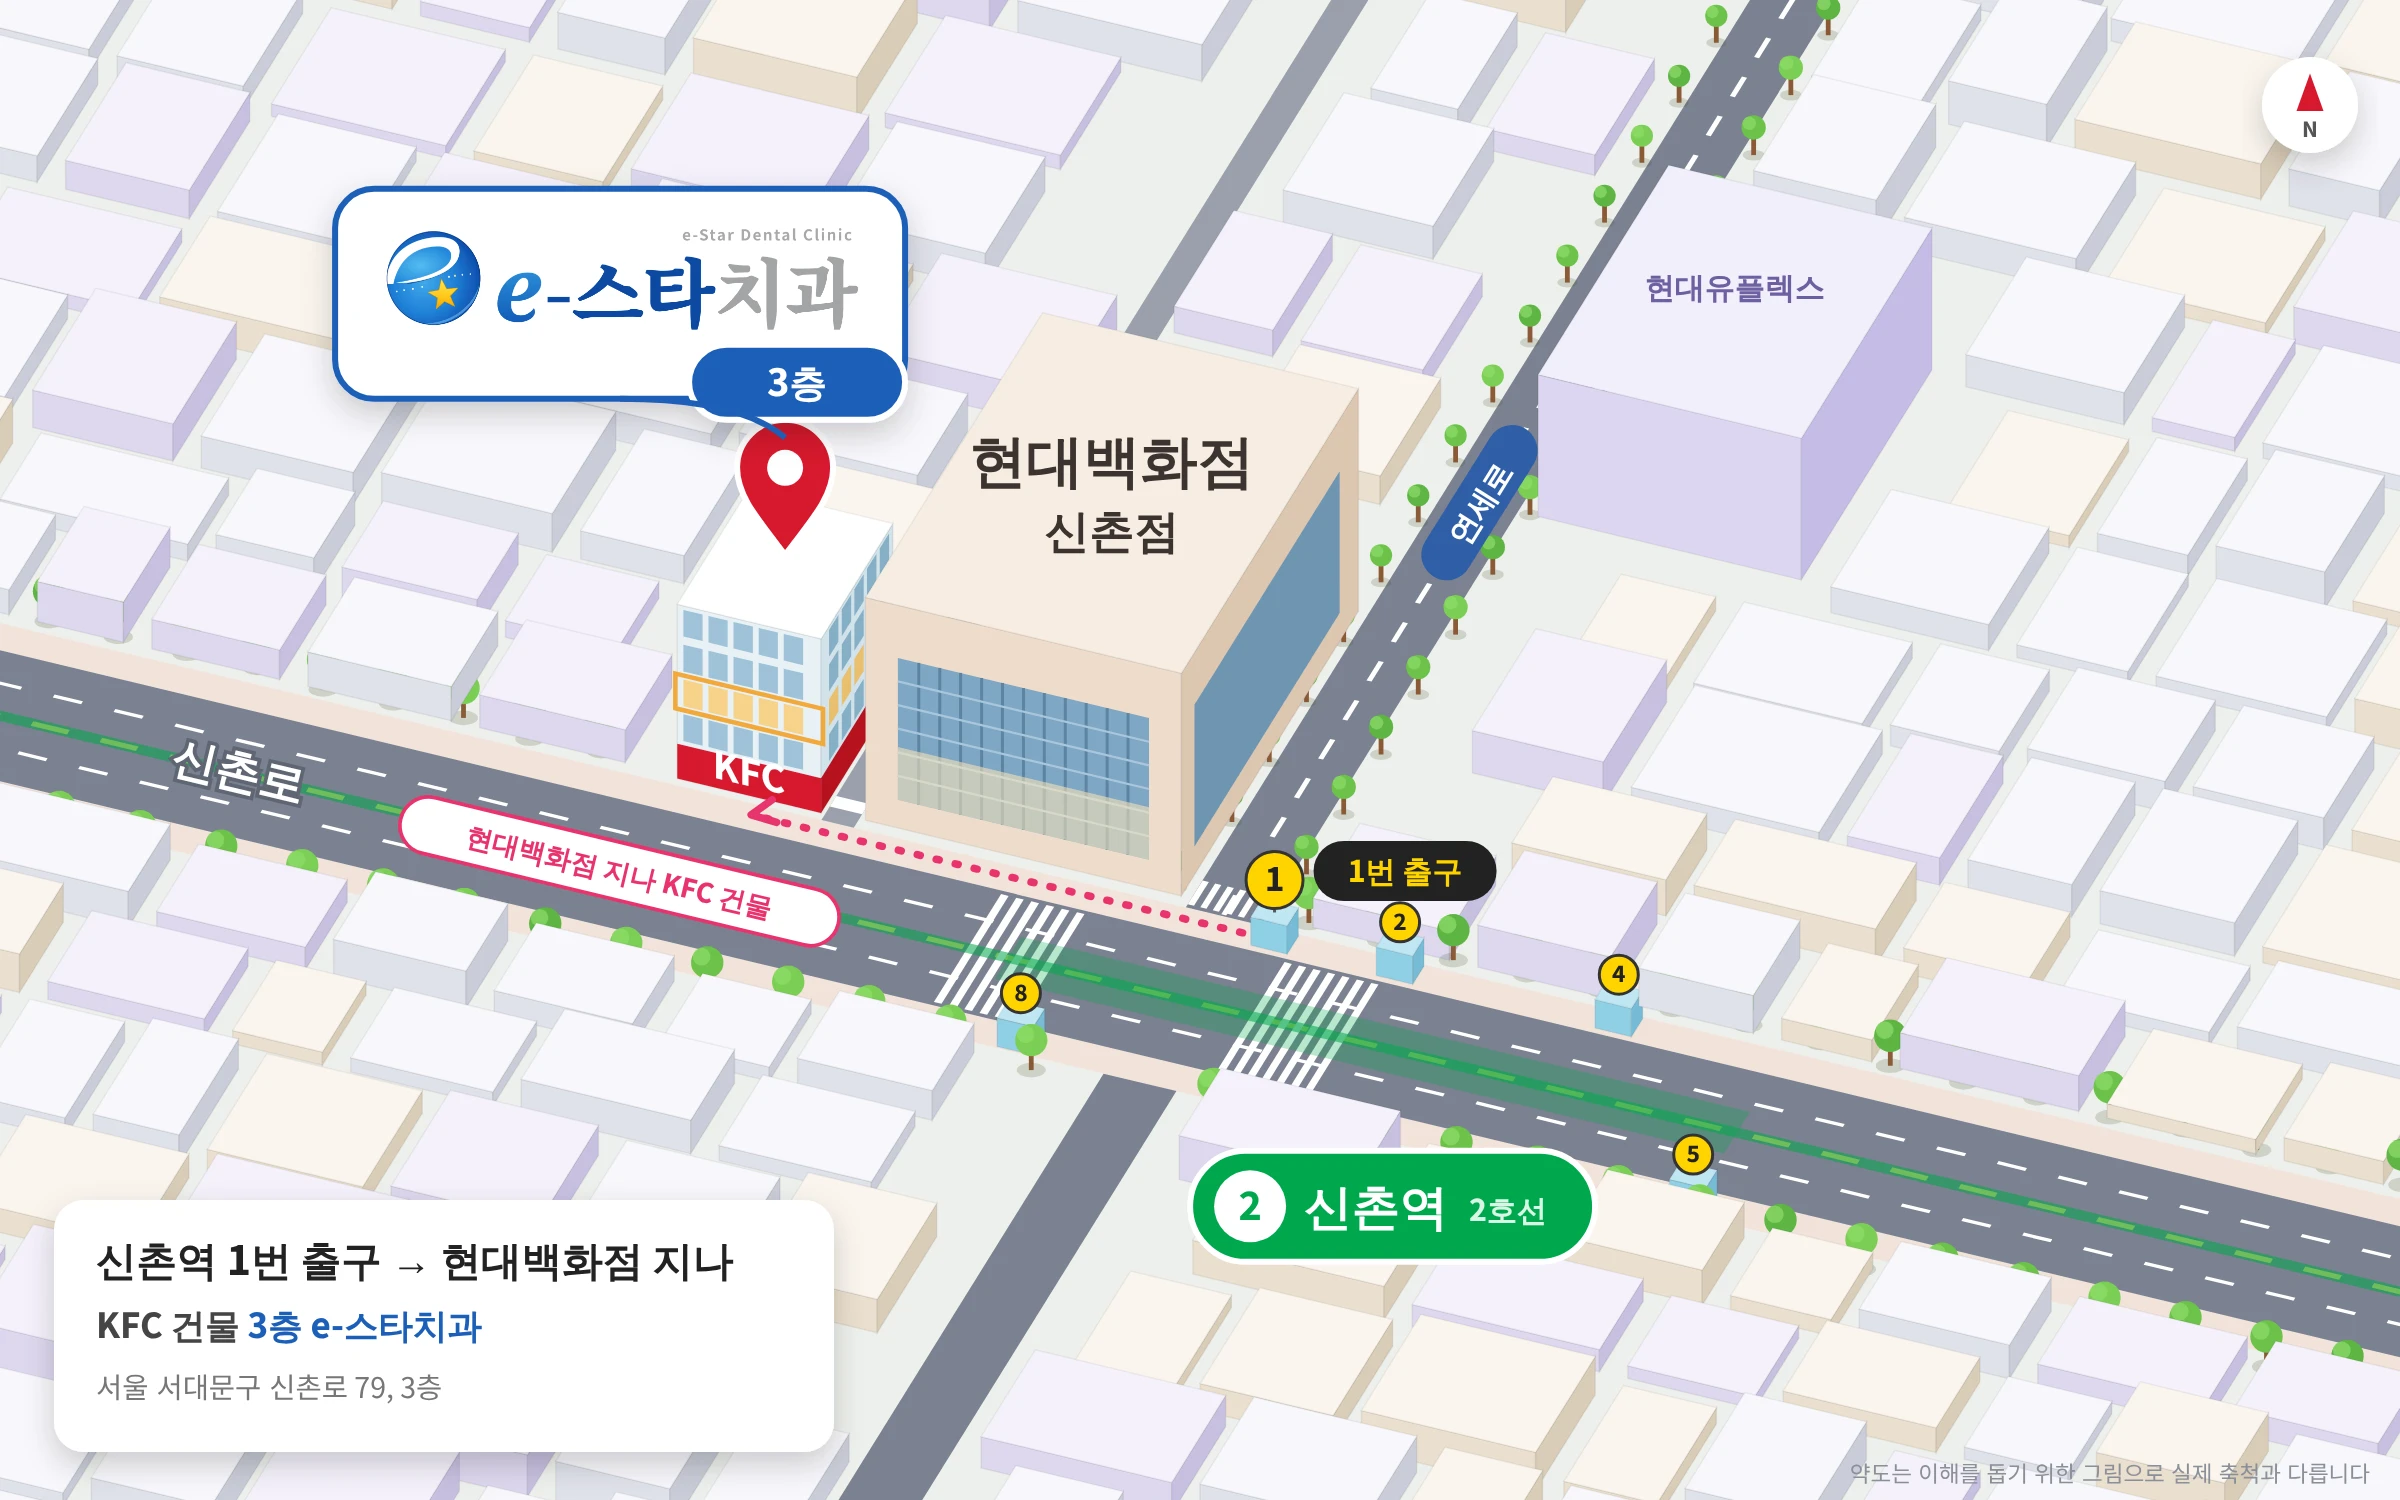 N
e-Star Dental Clinic
e-스타치과
3층
현대유플렉스
현대백화점
신촌점
연세로
KFC
신촌로
현대백화점 지나 KFC 건물
1
1번 출구
2
4
8
5
2 신촌역 2호선
신촌역 1번 출구 → 현대백화점 지나
KFC 건물 3층 e-스타치과
서울 서대문구 신촌로 79, 3층
약도는 이해를 돕기 위한 그림으로 실제 축척과 다릅니다